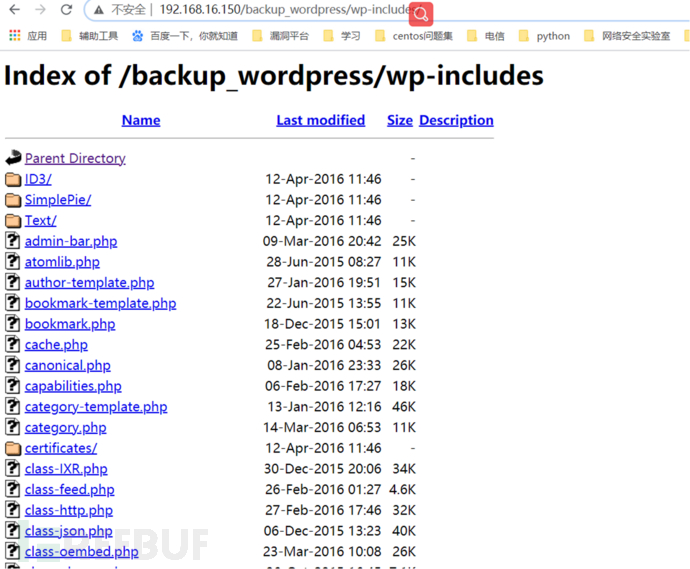 不安全 | 192.168.16.150/backup_wordpress/wp-includes
应用 辅助工具 百度一下，你就知道 漏洞平台 学习 centos问题集 电信 python 网络安全实验室
Index of /backup_wordpress/wp-includes
Name Last modified Size Description
Parent Directory -
ID3/ 12-Apr-2016 11:46 -
SimplePie/ 12-Apr-2016 11:46 -
Text/ 12-Apr-2016 11:46 -
admin-bar.php 09-Mar-2016 20:42 25K
atomlib.php 28-Jun-2015 08:27 11K
author-template.php 27-Jan-2016 19:51 15K
bookmark-template.php 22-Jun-2015 13:55 11K
bookmark.php 18-Dec-2015 15:01 13K
cache.php 25-Feb-2016 04:53 22K
canonical.php 08-Jan-2016 23:33 26K
capabilities.php 06-Feb-2016 17:27 18K
category-template.php 13-Jan-2016 12:16 46K
category.php 14-Mar-2016 06:53 11K
certificates/ 12-Apr-2016 11:46 -
class-IXR.php 30-Dec-2015 20:06 34K
class-feed.php 26-Feb-2016 01:27 4.6K
class-http.php 27-Feb-2016 17:46 32K
class-json.php 06-Dec-2015 13:23 40K
class-oembed.php 23-Mar-2016 10:08 26K